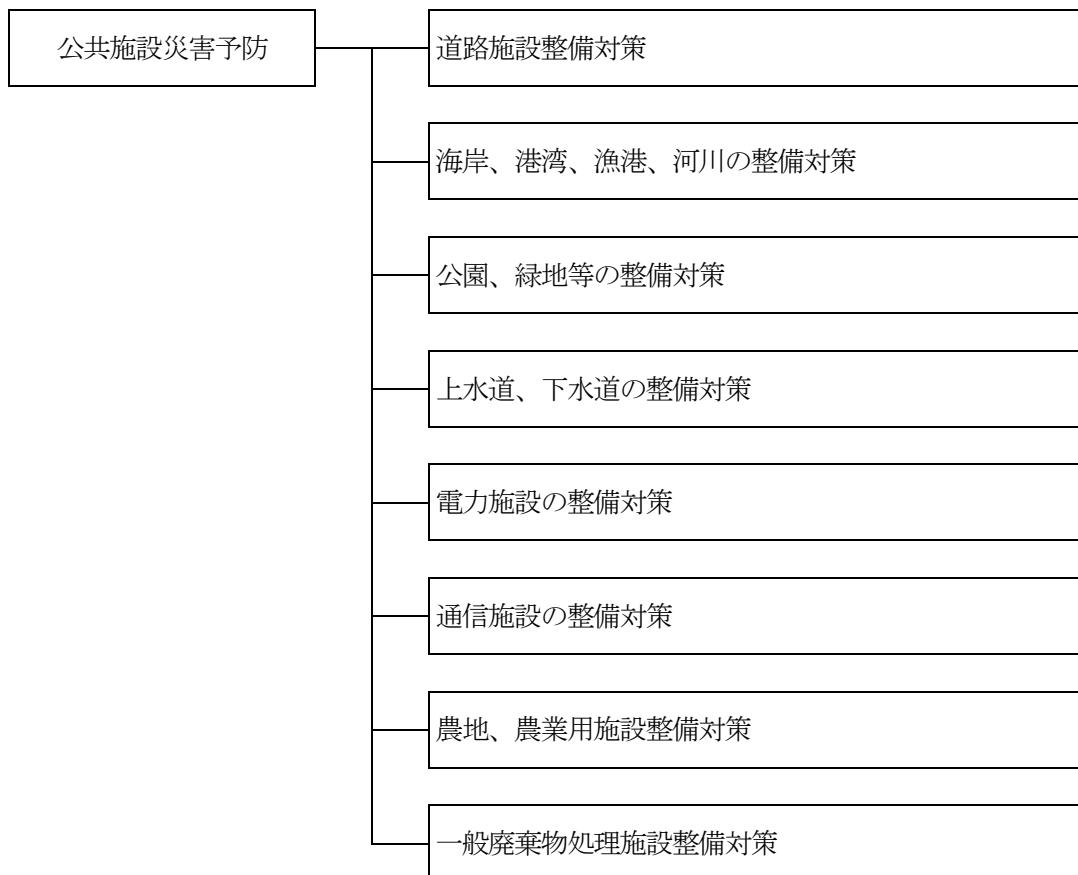 公共施設災害予防
道路施設整備対策
海岸、港湾、漁港、河川の整備対策
公園、緑地等の整備対策
上水道、下水道の整備対策
電力施設の整備対策
通信施設の整備対策
農地、農業用施設整備対策
一般廃棄物処理施設整備対策